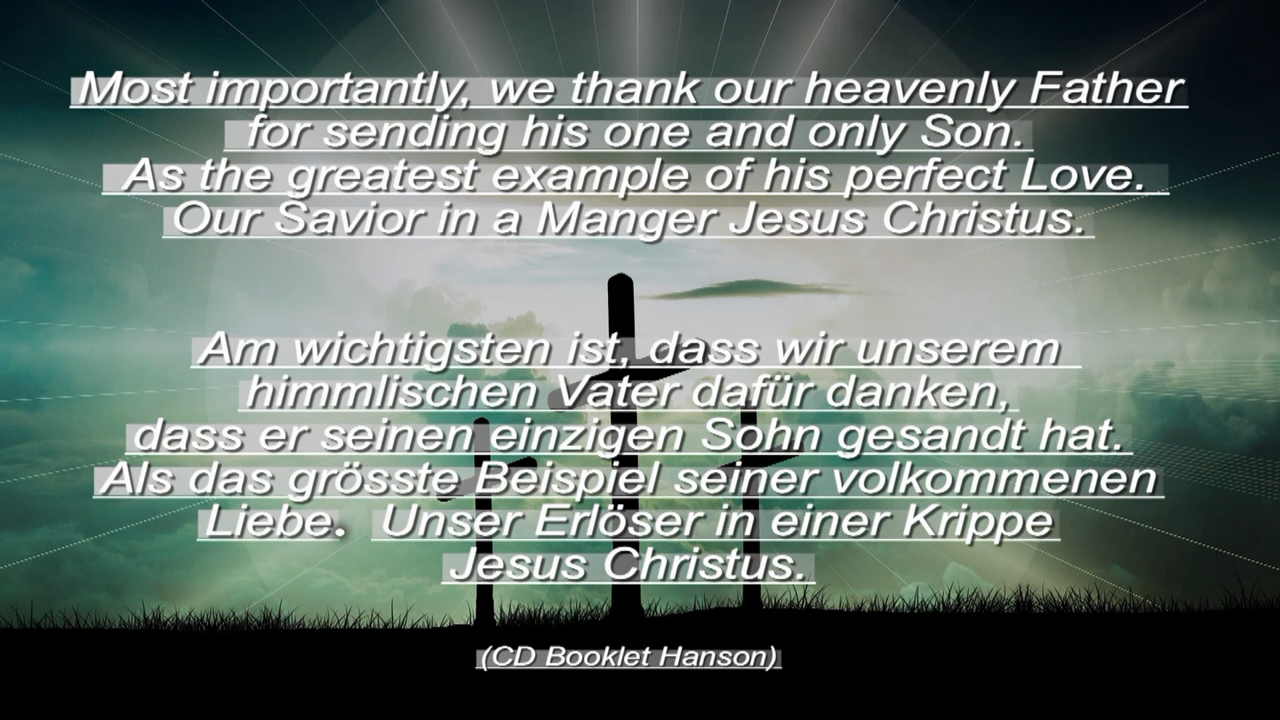 Most importantly, we thank our heavenly Father
for sending his one and only Son.
As the greatest example of his perfect Love.
Our Savior in a Manger Jesus Christus.
Am wichtigsten ist, dass wir unserem
himmlischen Vater dafür danken,
dass er seinen einzigen Sohn gesandt hat.
Als das grösste Beispiel seiner volkommenen
Liebe. Unser Erlöser in einer Krippe
Jesus Christus.
(CD Booklet Hanson)